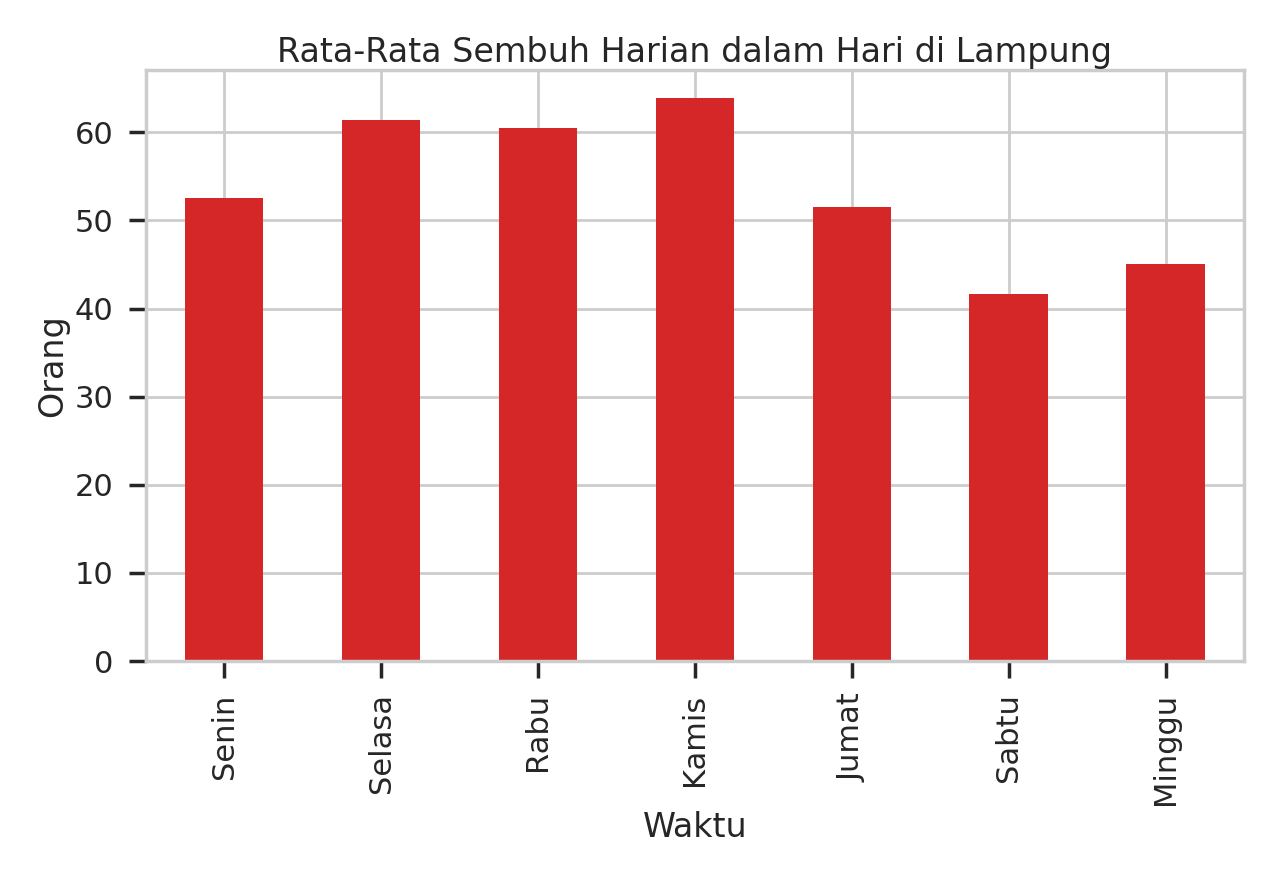 Rata-Rata Sembuh Harian dalam Hari di Lampung
Orang
60
50
40
30
20
10
0
Senin
Selasa
Rabu
Kamis
Jumat
Sabtu
Minggu
Waktu